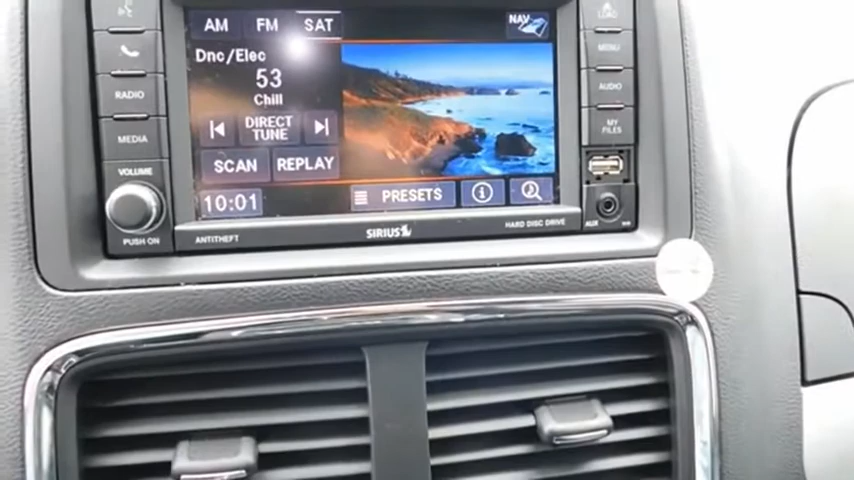 AM FM SAT NAV
LOAD
Dnc/Elec
MENU
53
Chill
RADIO
AUDIO
DIRECT TUNE
MEDIA
MY FILES
SCAN REPLAY
VOLUME
10:01 PRESETS
PUSH ON
ANTITHEFT SIRIUS HARD DISC DRIVE AUX